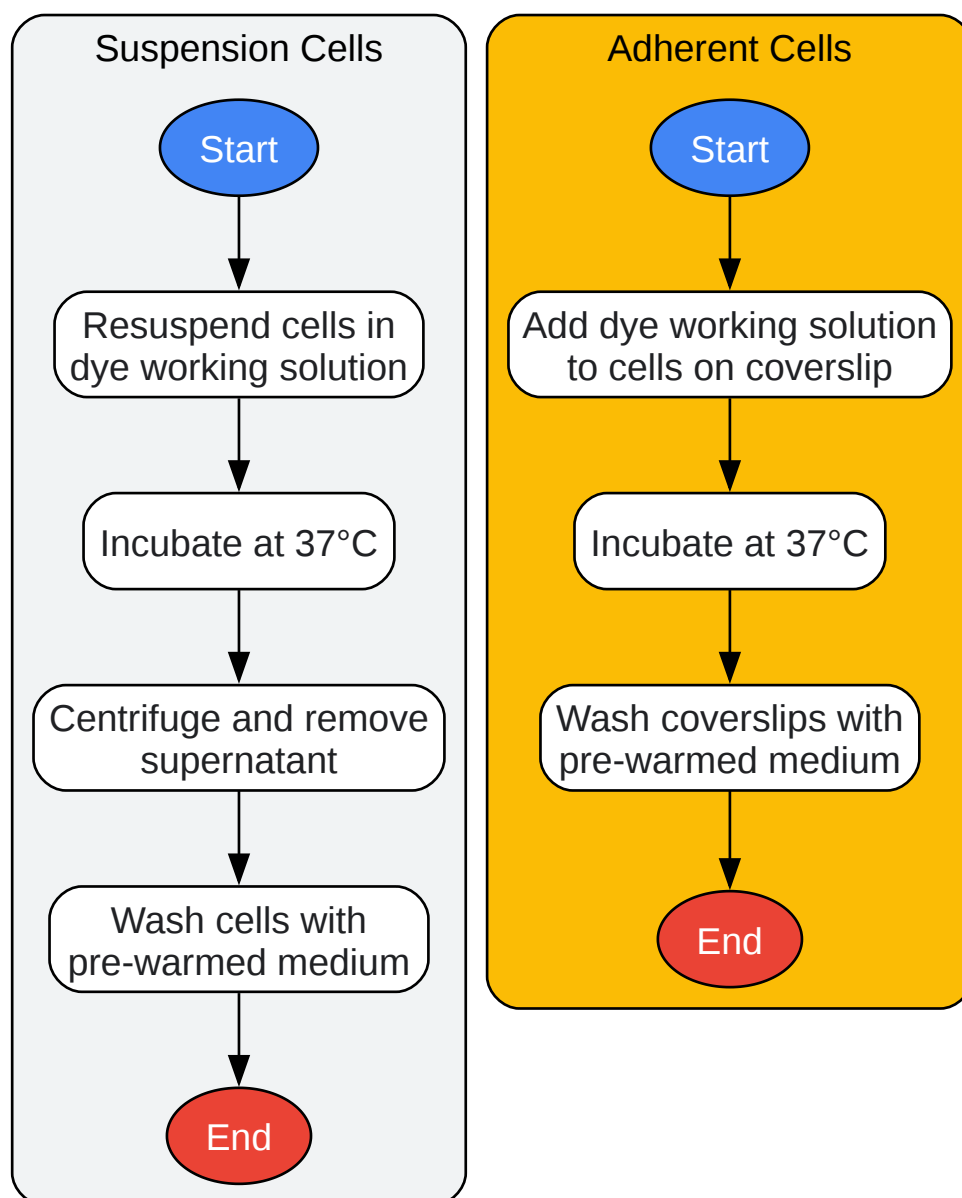 Suspension Cells
Start
Resuspend cells in
dye working solution
Incubate at 37°C
Centrifuge and remove
supernatant
Wash cells with
pre-warmed medium
End
Adherent Cells
Start
Add dye working solution
to cells on coverslip
Incubate at 37°C
Wash coverslips with
pre-warmed medium
End